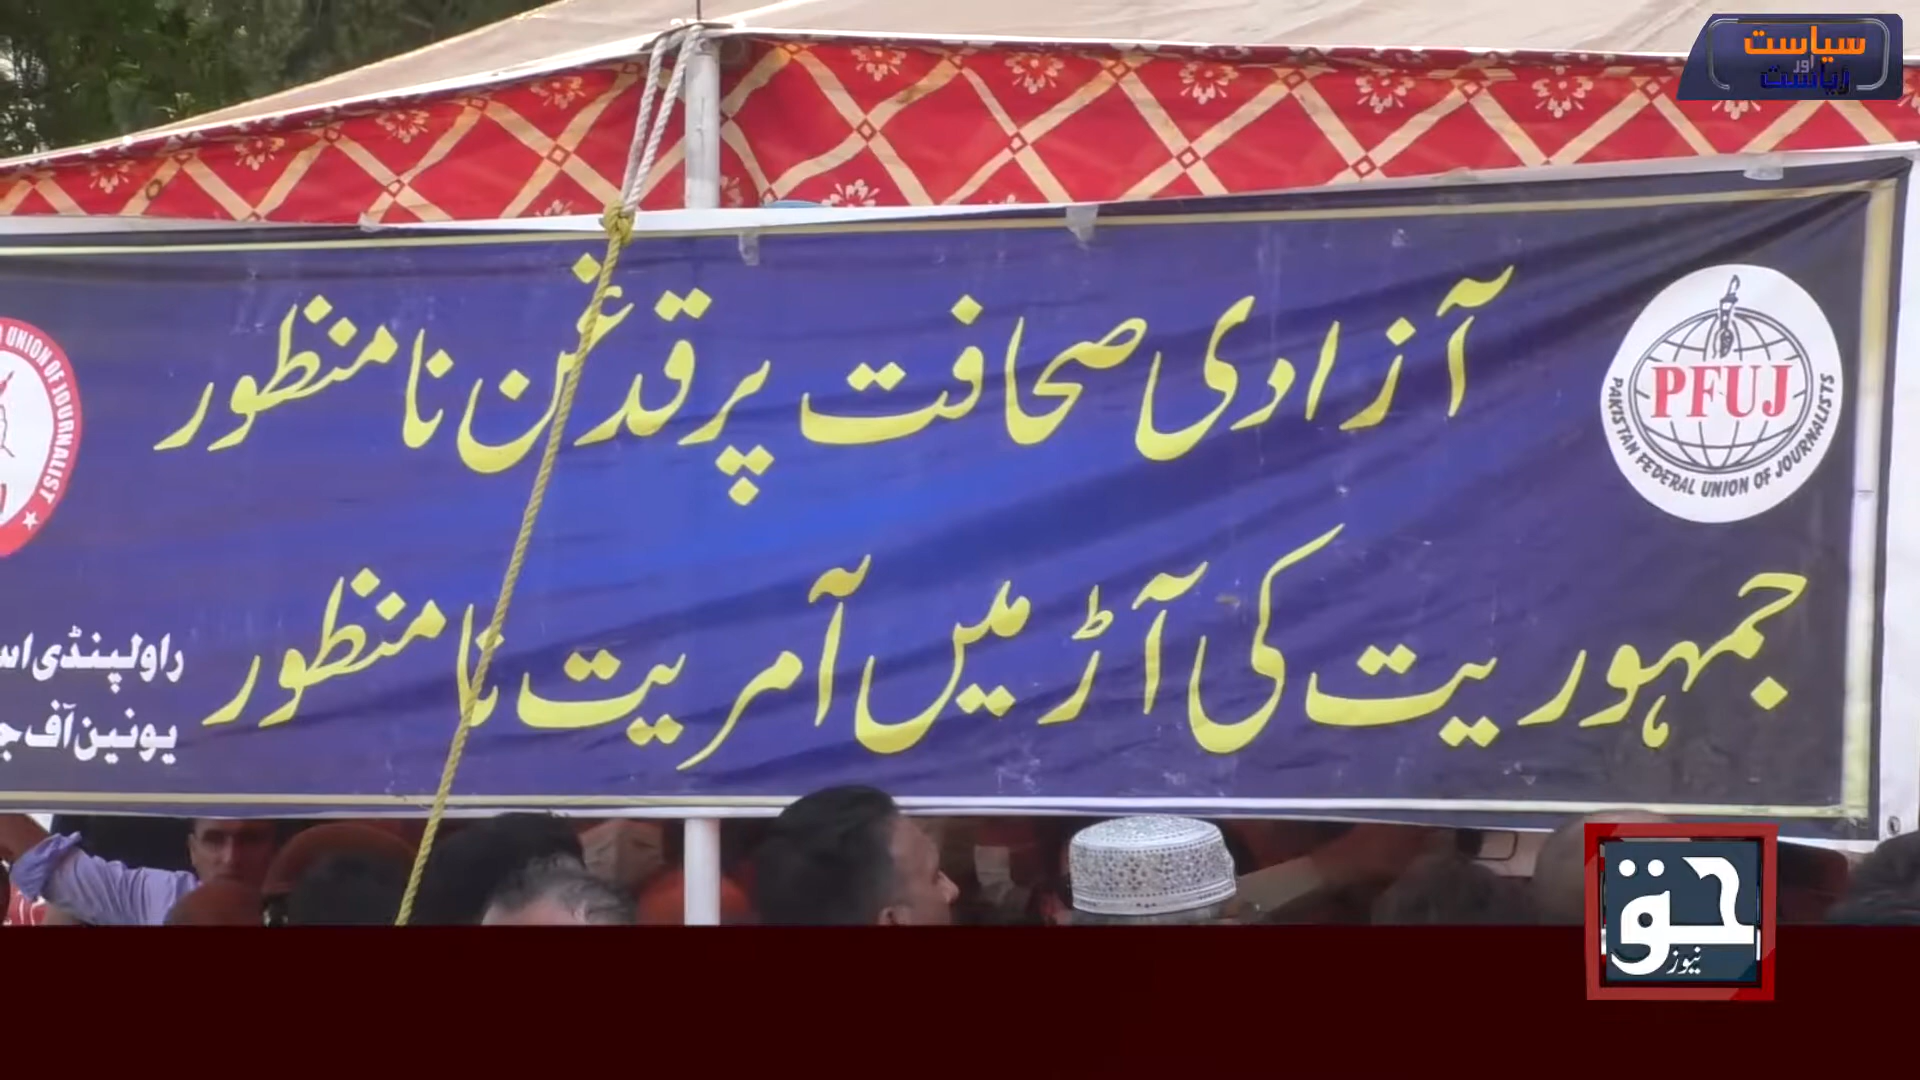 سیاست
اور
ریاست
آزادی صحافت پر قدغن نامنظور
جمہوریت کی آڑ میں آمریت نامنظور
PFUJ
PAKISTAN FEDERAL UNION OF JOURNALISTS
UNION OF JOURNALIST
راولپنڈی
یونین آف
حق
نیوز